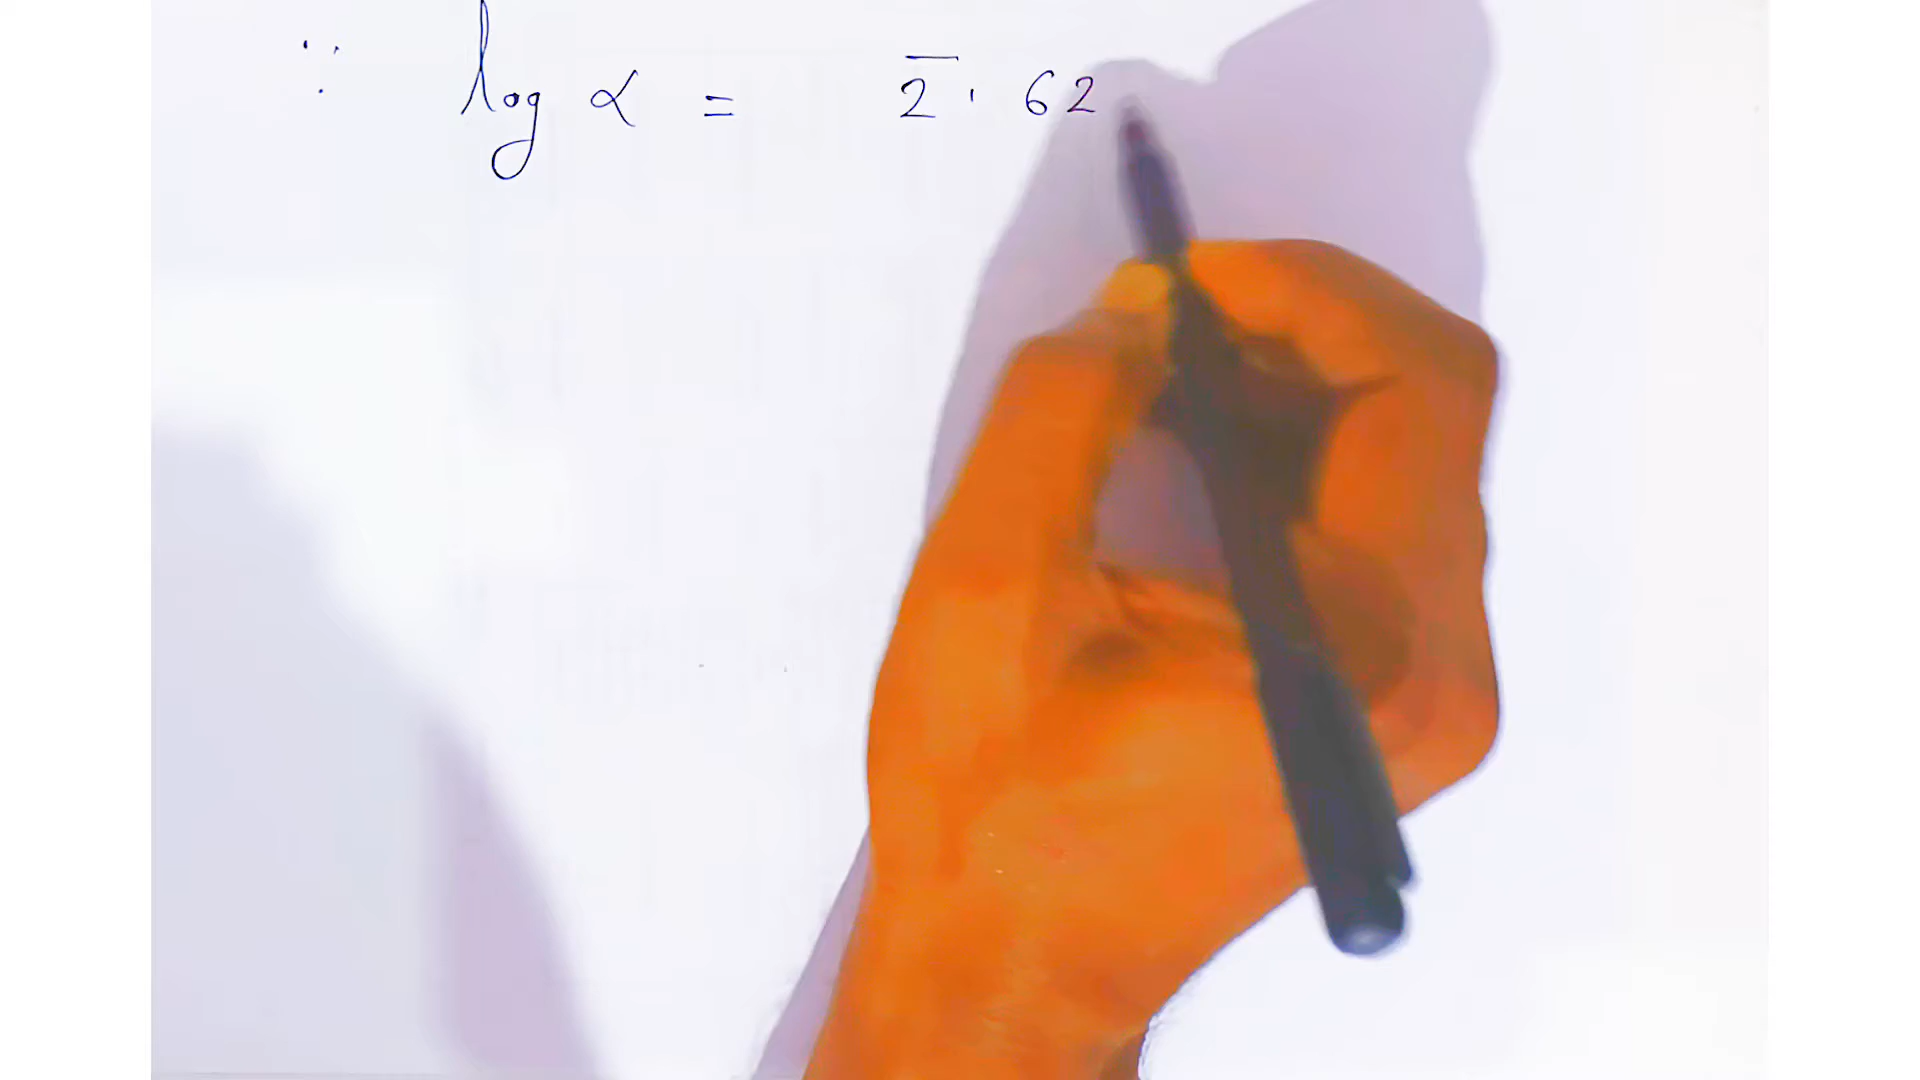 ∵ log α = 2̅ · 62